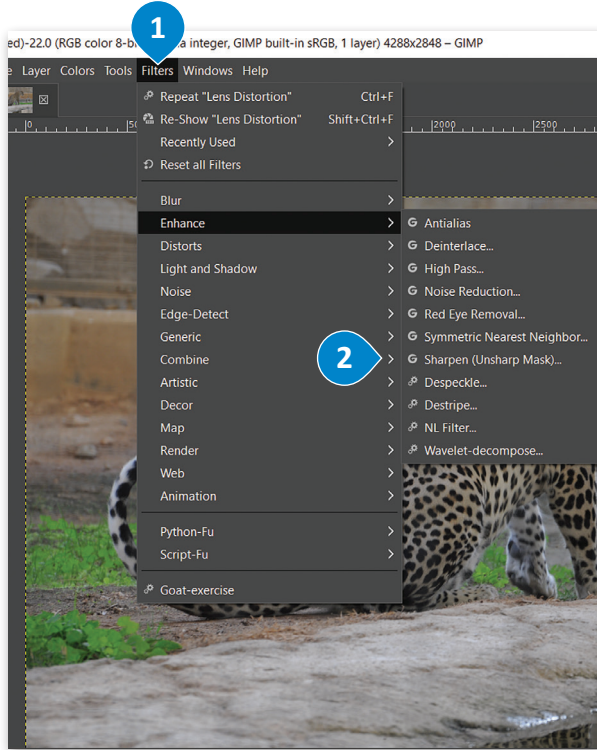 1
ed)-22.0 (RGB color 8-b a integer, GIMP built-in sRGB, 1 layer) 4288x2848 – GIMP
e Layer Colors Tools Filters Windows Help
Repeat "Lens Distortion" Ctrl+F
Re-Show "Lens Distortion" Shift+Ctrl+F
Recently Used
Reset all Filters
0
2000
2500
Blur
Enhance
Distorts
Light and Shadow
Noise
Edge-Detect
Generic
Combine
Artistic
Decor
Map
Render
Web
Animation
Python-Fu
Script-Fu
Goat-exercise
Antialias
Deinterlace...
High Pass...
Noise Reduction...
Red Eye Removal...
Symmetric Nearest Neighbor...
2
Sharpen (Unsharp Mask)...
Despeckle...
Destripe...
NL Filter...
Wavelet-decompose...